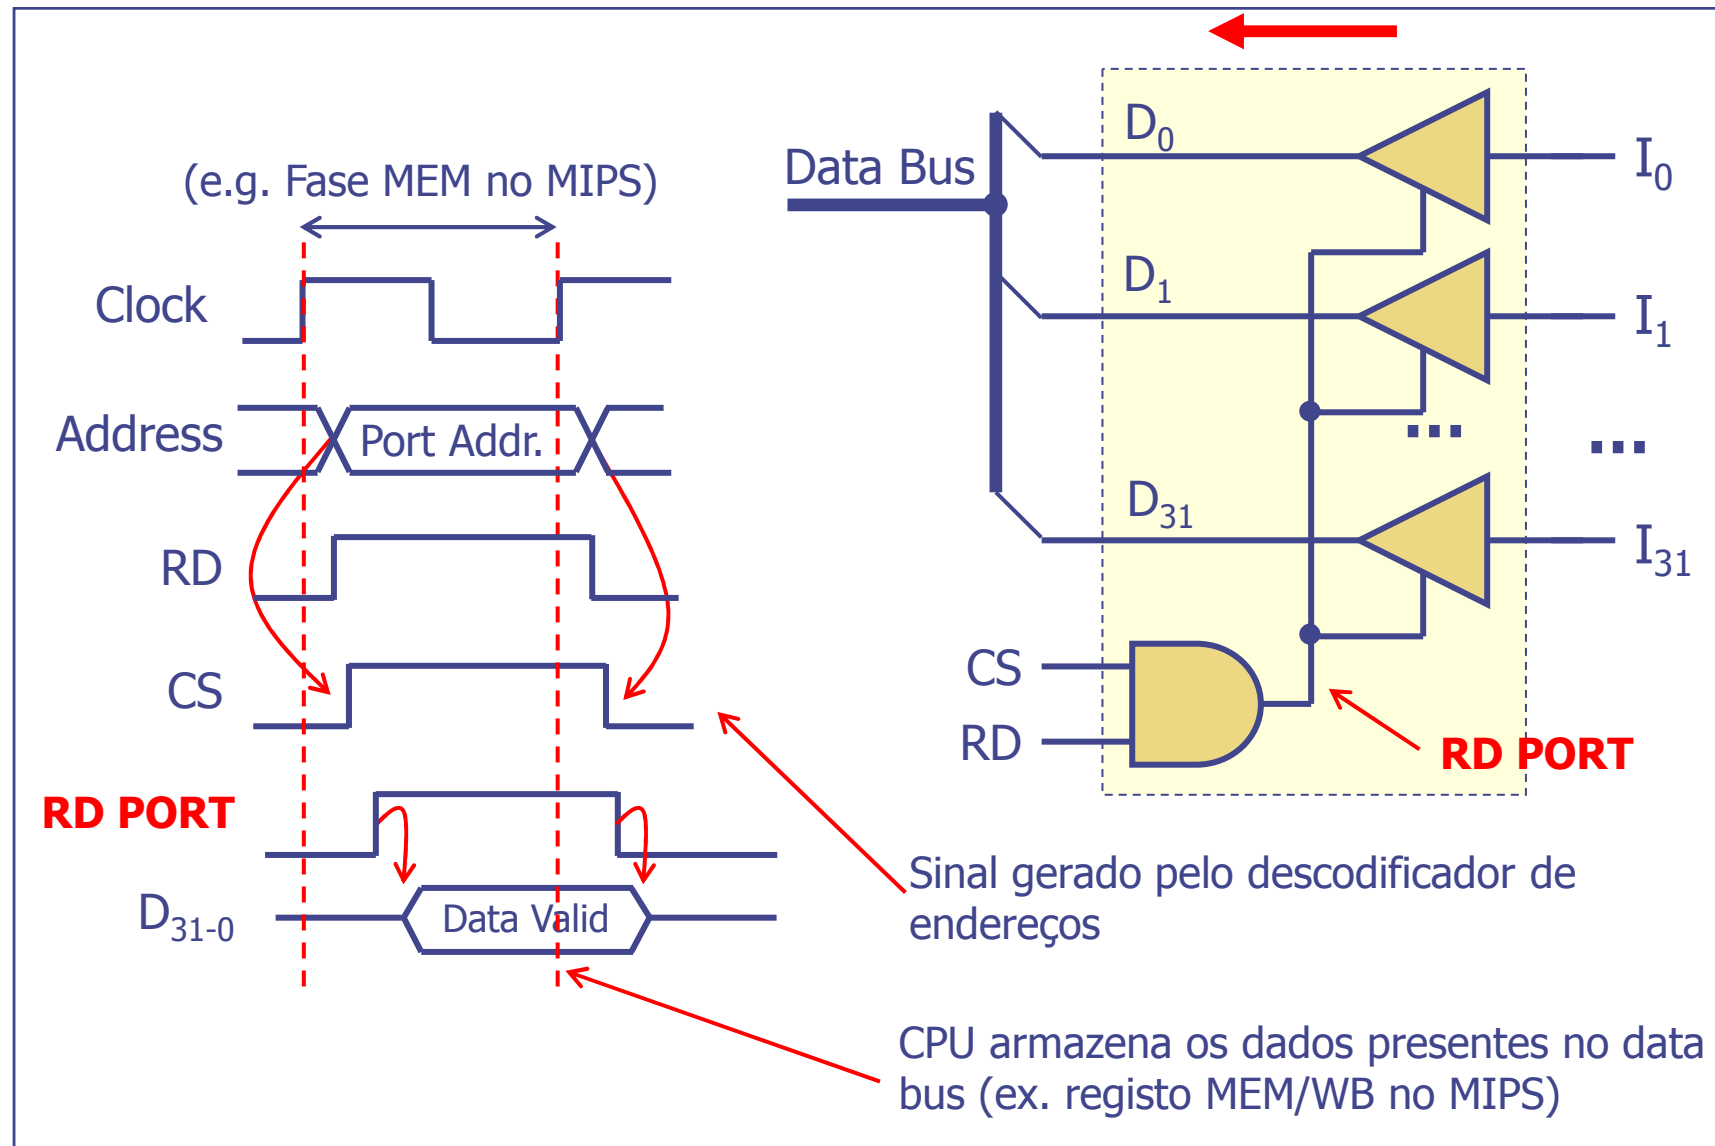 (e.g. Fase MEM no MIPS)
Clock
Address
Port Addr.
RD
CS
RD PORT
D31-0
Data Valid
Data Bus
D0
I0
D1
I1
...
...
D31
I31
CS
RD
RD PORT
Sinal gerado pelo descodificador de
endereços
CPU armazena os dados presentes no data
bus (ex. registo MEM/WB no MIPS)